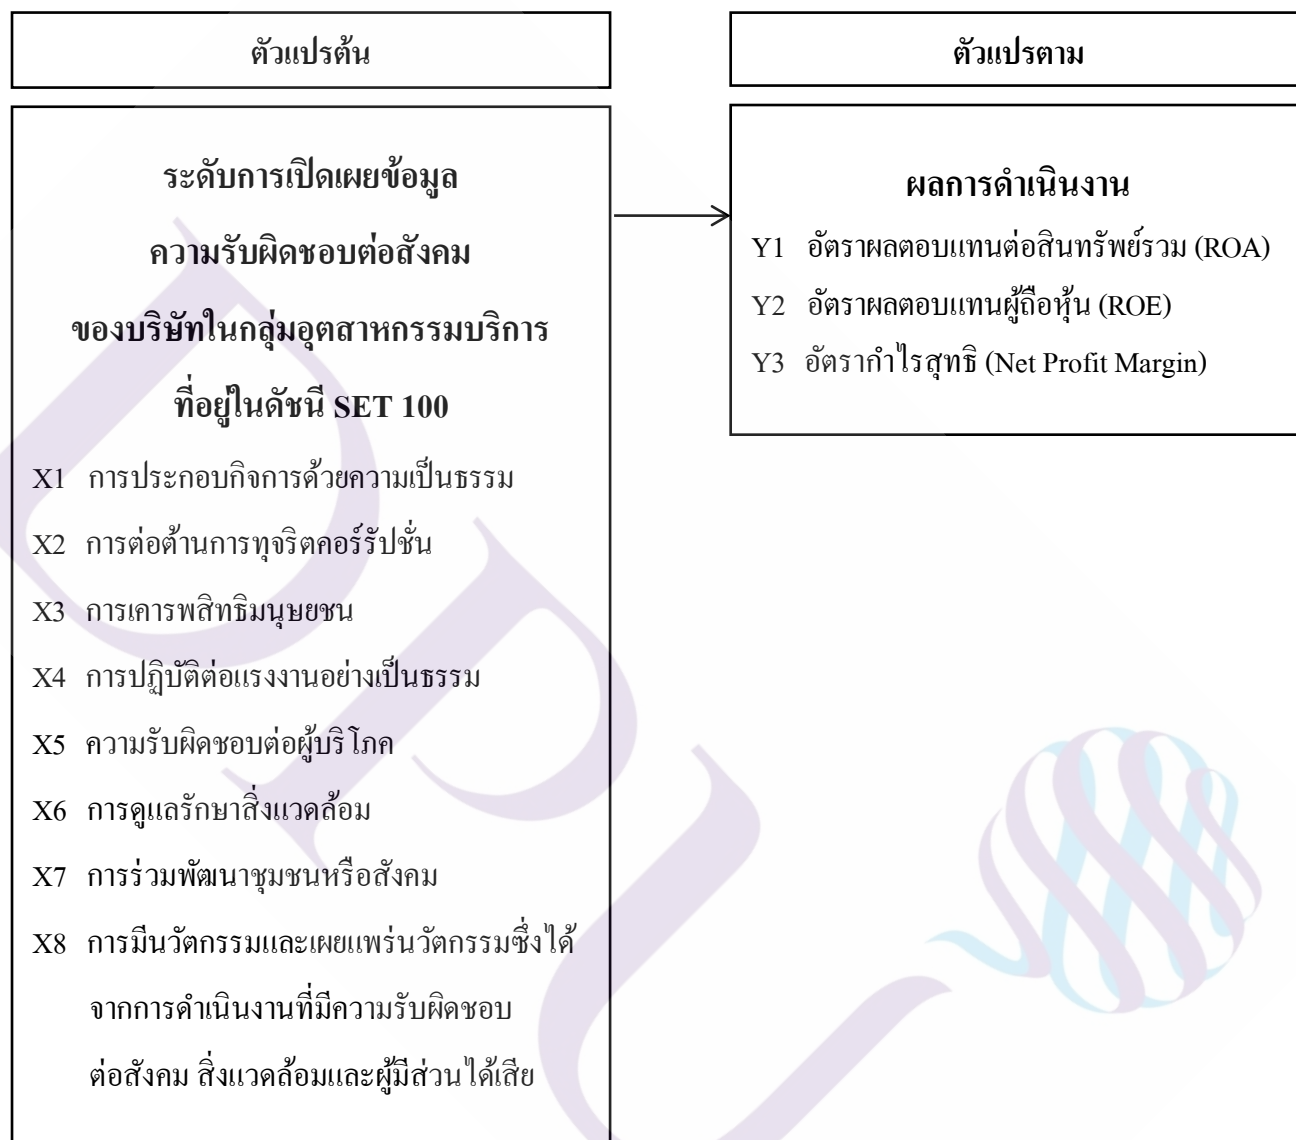 ตัวแปรต้น
ระดับการเปิดเผยข้อมูล
ความรับผิดชอบต่อสังคม
ของบริษัทในกลุ่มอุตสาหกรรมบริการ
ที่อยู่ในดัชนี SET 100
X1 การประกอบกิจการด้วยความเป็นธรรม
X2 การต่อต้านการทุจริตคอร์รัปชั่น
X3 การเคารพสิทธิมนุษยชน
X4 การปฏิบัติต่อแรงงานอย่างเป็นธรรม
X5 ความรับผิดชอบต่อผู้บริโภค
X6 การดูแลรักษาสิ่งแวดล้อม
X7 การร่วมพัฒนาชุมชนหรือสังคม
X8 การมีนวัตกรรมและเผยแพร่นวัตกรรมซึ่งได้
จากการดำเนินงานที่มีความรับผิดชอบ
ต่อสังคม สิ่งแวดล้อมและผู้มีส่วนได้เสีย
ตัวแปรตาม
ผลการดำเนินงาน
Y1 อัตราผลตอบแทนต่อสินทรัพย์รวม (ROA)
Y2 อัตราผลตอบแทนผู้ถือหุ้น (ROE)
Y3 อัตรากำไรสุทธิ (Net Profit Margin)
DPU